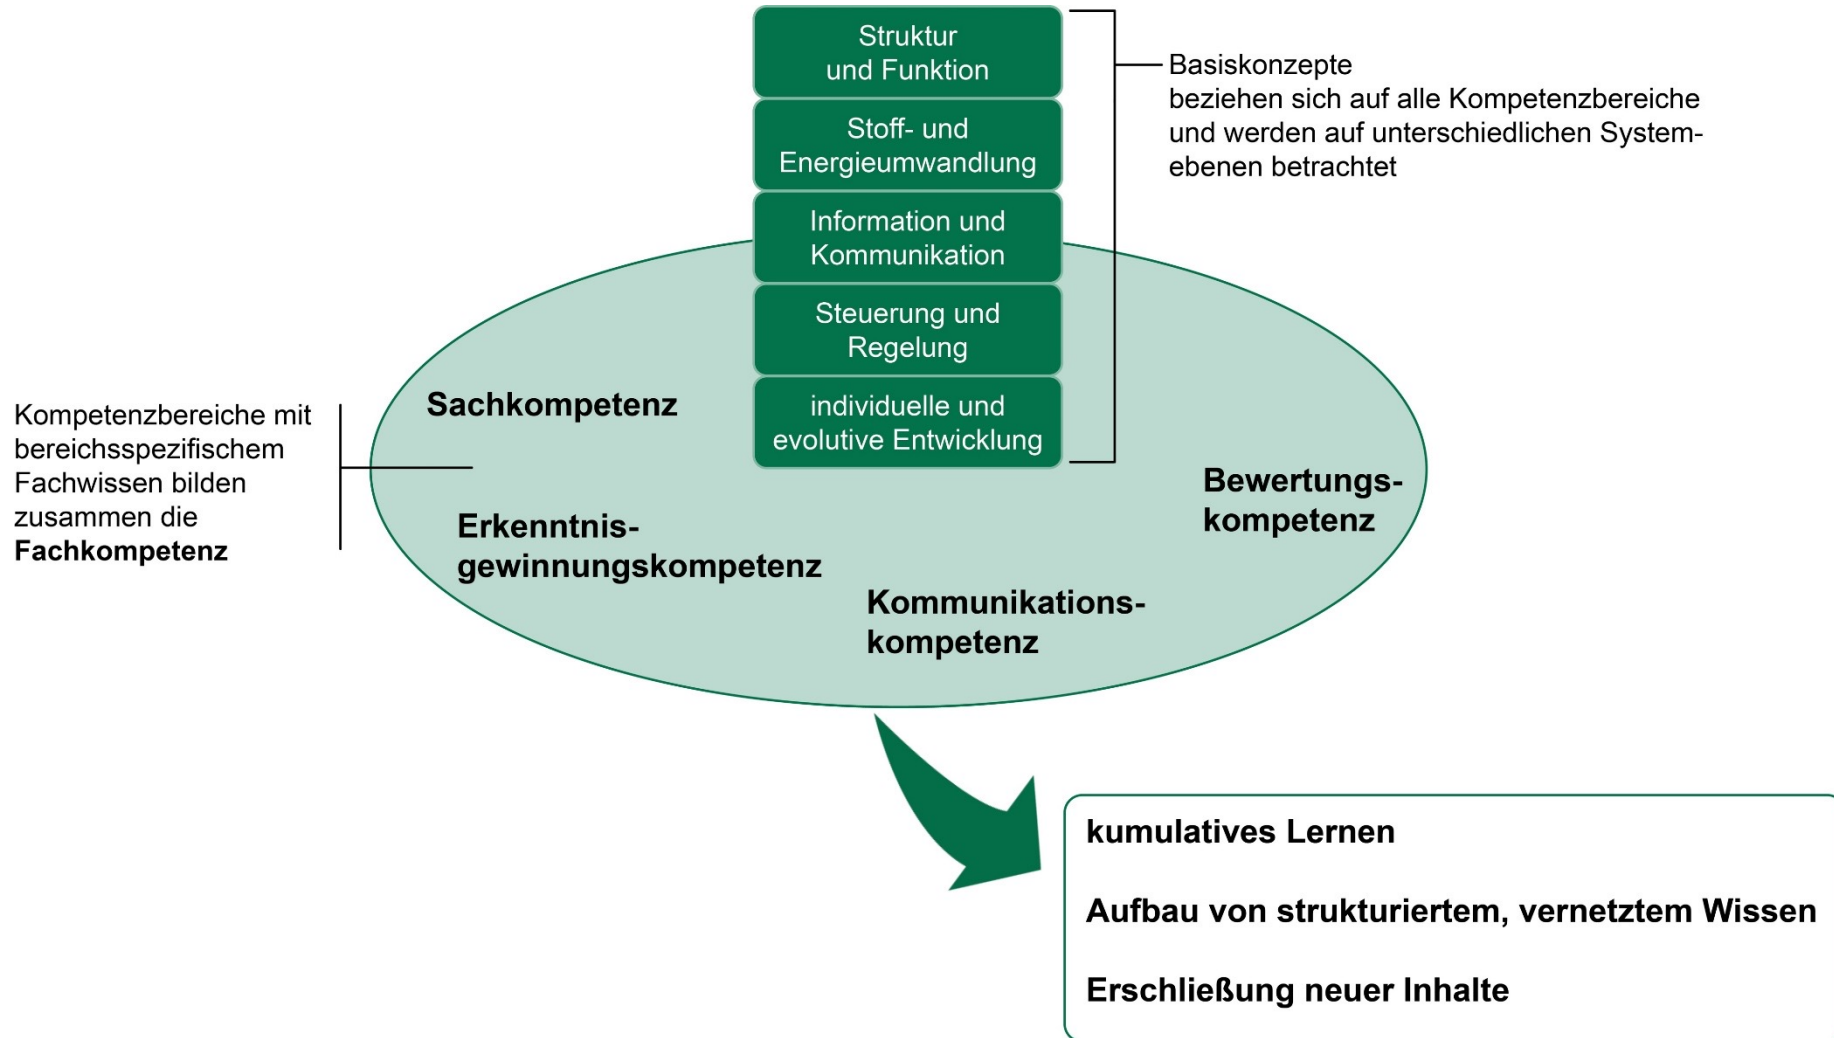 Struktur
und Funktion
Stoff- und
Energieumwandlung
Information und
Kommunikation
Steuerung und
Regelung
individuelle und
evolutive Entwicklung
Basiskonzepte
beziehen sich auf alle Kompetenzbereiche
und werden auf unterschiedlichen System-
ebenen betrachtet
Kompetenzbereiche mit
bereichsspezifischem
Fachwissen bilden
zusammen die
Fachkompetenz
Sachkompetenz
Erkenntnis-
gewinnungskompetenz
Kommunikations-
kompetenz
Bewertungs-
kompetenz
kumulatives Lernen
Aufbau von strukturiertem, vernetztem Wissen
Erschließung neuer Inhalte